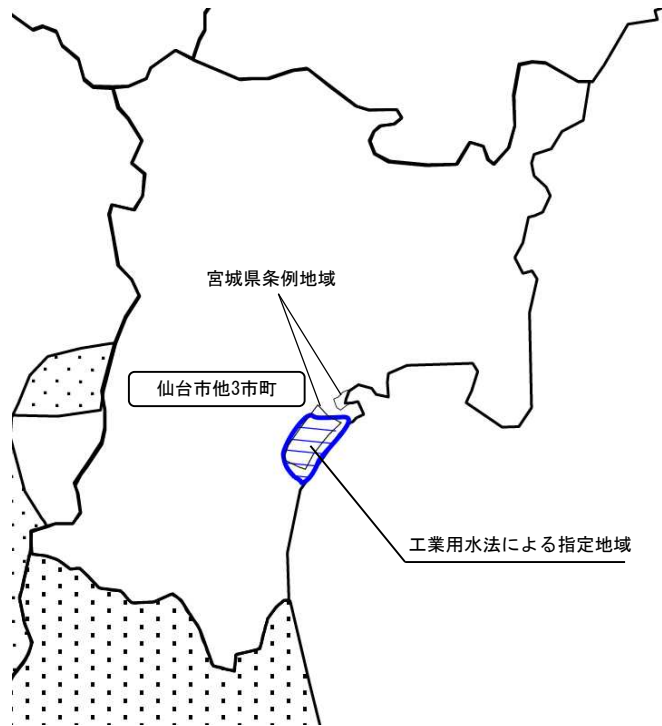 宮城県条例地域
仙台市他3市町
工業用水法による指定地域